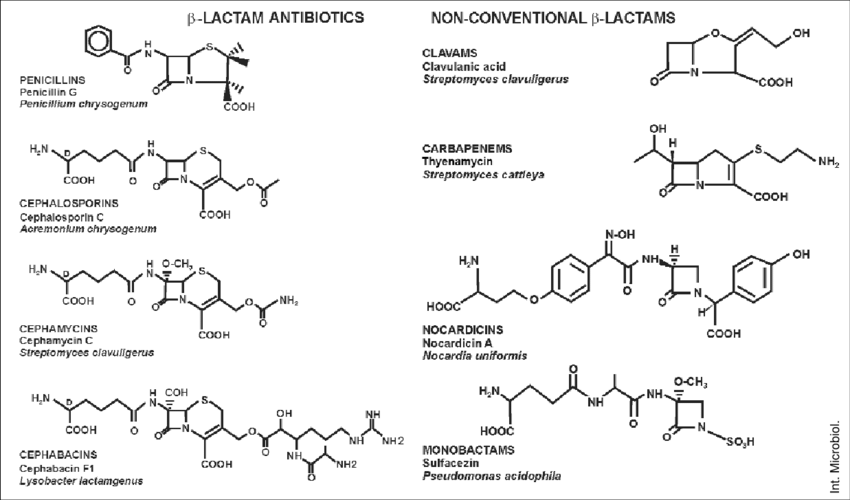 β-LACTAM ANTIBIOTICS
PENICILLINS
Penicillin G
Penicillium chrysogenum
H
N
O
S
O
N
COOH
CEPHALOSPORINS
Cephalosporin C
Acremonium chrysogenum
H₂N
D
COOH
O
H
N
S
O
N
COOH
O
O
CEPHAMYCINS
Cephamycin C
Streptomyces clavuligerus
H₂N
D
COOH
O
H
N
O-CH₃
S
O
N
COOH
O
O
NH₂
CEPHABACINS
Cephabacin F1
Lysobacter lactamgenus
H₂N
D
COOH
O
H
N
COH
S
O
N
COOH
O
O
OH
HN
O
NH2
H
N
NH
NH2
NON-CONVENTIONAL β-LACTAMS
CLAVAMS
Clavulanic acid
Streptomyces clavuligerus
O
OH
O
N
COOH
CARBAPENEMS
Thyenamycin
Streptomyces cattleya
OH
H
S
NH₂
O
N
COOH
NOCARDICINS
Nocardicin A
Nocardia uniformis
H₂N
HOOC
O
N-OH
O
HN
H
O
N
H
COOH
OH
MONOBACTAMS
Sulfacezin
Pseudomonas acidophila
H₂N
HOOC
O
NH
O
HN
O-CH₃
O
N
SO₃H
Int. Microbiol.